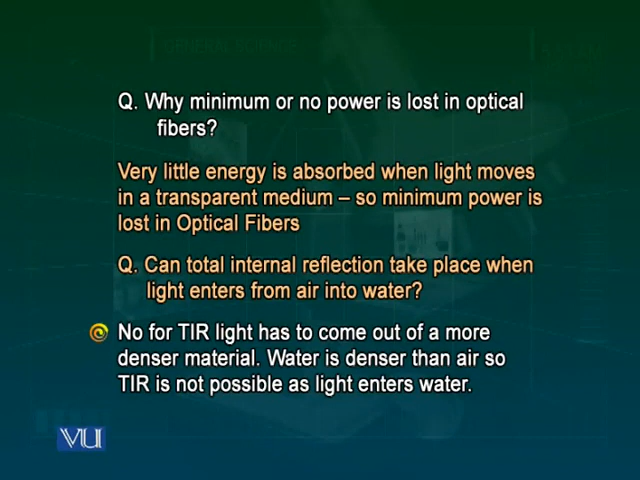 GENERAL SCIENCE
Q. Why minimum or no power is lost in optical
fibers?
Very little energy is absorbed when light moves
in a transparent medium – so minimum power is
lost in Optical Fibers
Q. Can total internal reflection take place when
light enters from air into water?
No for TIR light has to come out of a more
denser material. Water is denser than air so
TIR is not possible as light enters water.
VU